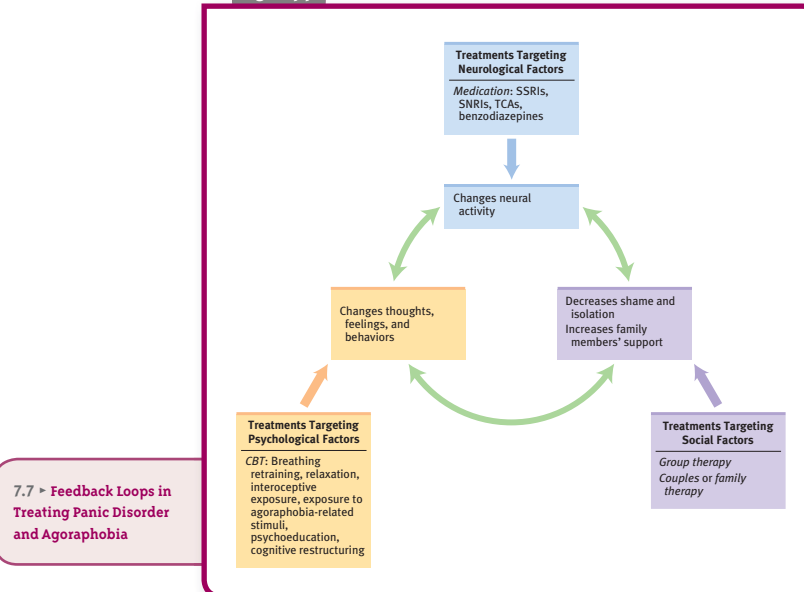 Treatments Targeting
Neurological Factors
Medication: SSRIs,
SNRIs, TCAs,
benzodiazepines
Changes neural
activity
Changes thoughts,
feelings, and
behaviors
Decreases shame and
isolation
Increases family
members’ support
Treatments Targeting
Psychological Factors
CBT: Breathing
retraining, relaxation,
interoceptive
exposure, exposure to
agoraphobia-related
stimuli,
psychoeducation,
cognitive restructuring
Treatments Targeting
Social Factors
Group therapy
Couples or family
therapy
7.7 ► Feedback Loops in
Treating Panic Disorder
and Agoraphobia